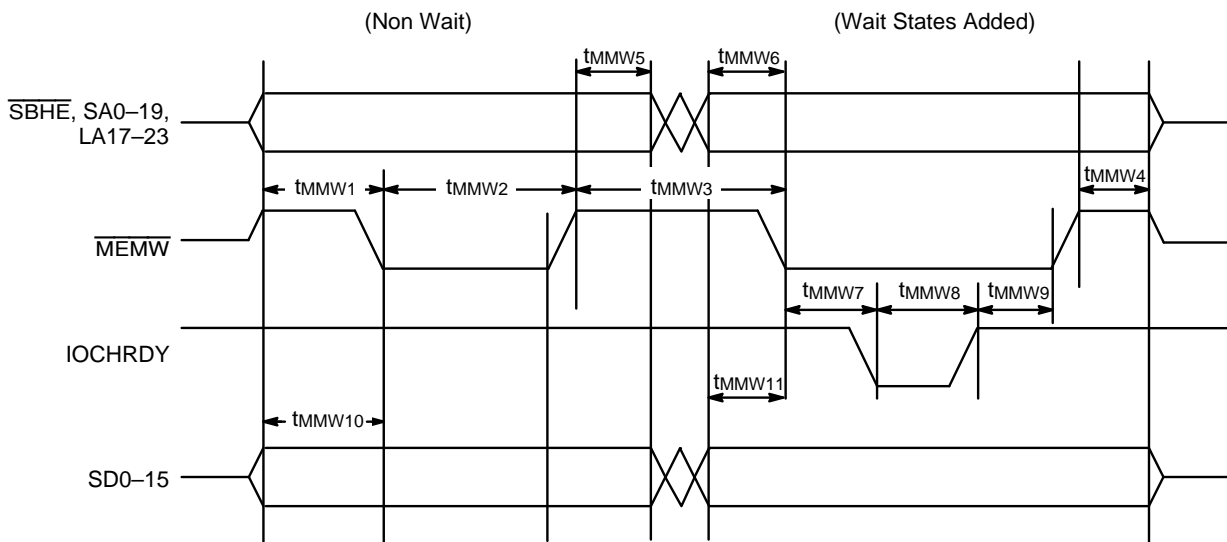 (Non Wait) (Wait States Added)
tMMW5 tMMW6
SBHE, SA0–19,
LA17–23
tMMW1 tMMW2 tMMW3 tMMW4
MEMW
tMMW7 tMMW8 tMMW9
IOCHRDY
tMMW11
tMMW10
SD0–15